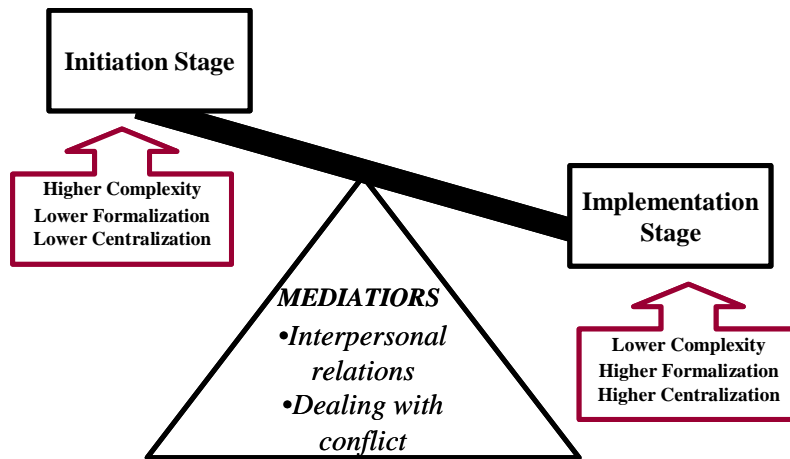 Initiation Stage
Higher Complexity
Lower Formalization
Lower Centralization
Implementation
Stage
MEDIATIORS
•Interpersonal
relations
•Dealing with
conflict
Lower Complexity
Higher Formalization
Higher Centralization